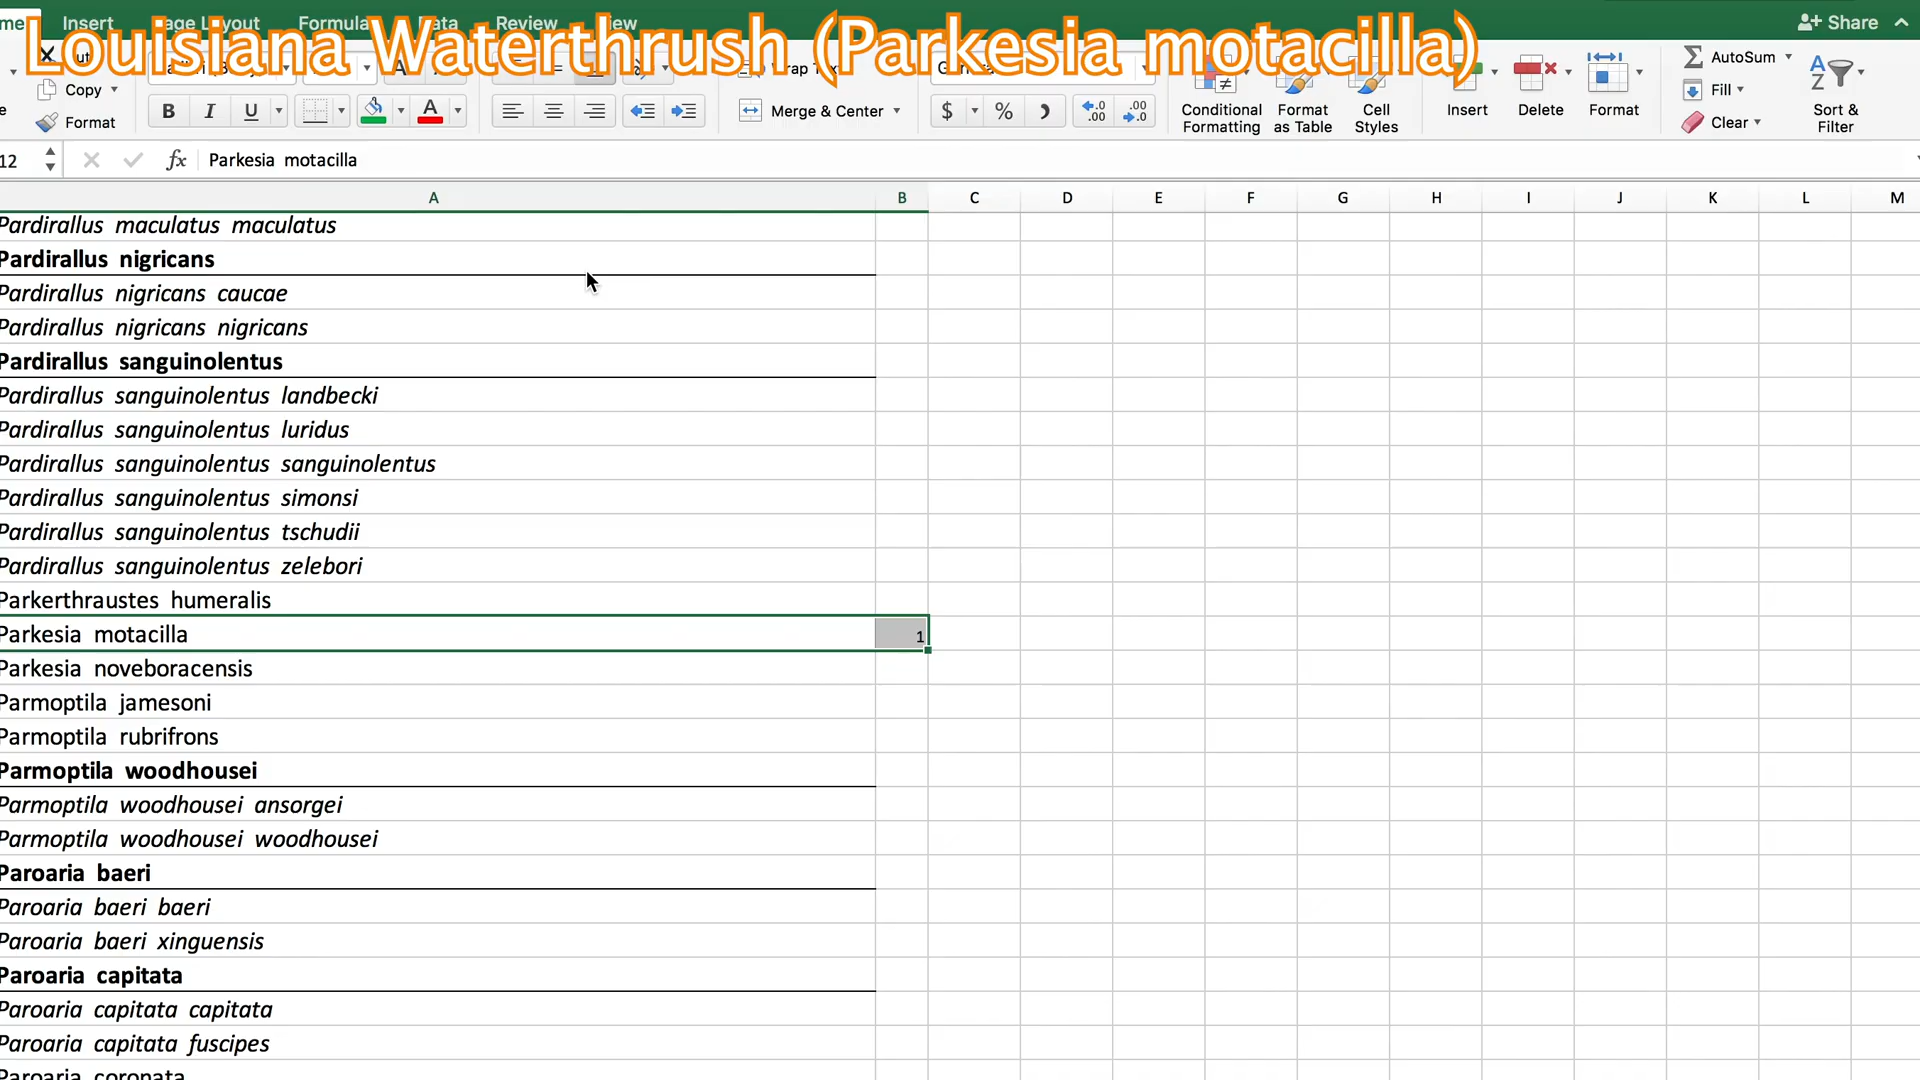 Insert Page Layout Formula Data Review View Share
Louisiana Waterthrush (Parkesia motacilla)
Wrap Text
AutoSum
Copy
Fill
B I U
Merge & Center
$ %
Conditional Formatting
Format as Table
Cell Styles
Insert
Delete
Format
Sort & Filter
Format
Clear
12 fx Parkesia motacilla
A B C D E F G H I J K L M
Pardirallus maculatus maculatus
Pardirallus nigricans
Pardirallus nigricans caucae
Pardirallus nigricans nigricans
Pardirallus sanguinolentus
Pardirallus sanguinolentus landbecki
Pardirallus sanguinolentus luridus
Pardirallus sanguinolentus sanguinolentus
Pardirallus sanguinolentus simonsi
Pardirallus sanguinolentus tschudii
Pardirallus sanguinolentus zelebori
Parkerthraustes humeralis
Parkesia motacilla 1
Parkesia noveboracensis
Parmoptila jamesoni
Parmoptila rubrifrons
Parmoptila woodhousei
Parmoptila woodhousei ansorgei
Parmoptila woodhousei woodhousei
Paroaria baeri
Paroaria baeri baeri
Paroaria baeri xinguensis
Paroaria capitata
Paroaria capitata capitata
Paroaria capitata fuscipes
Paroaria coronata